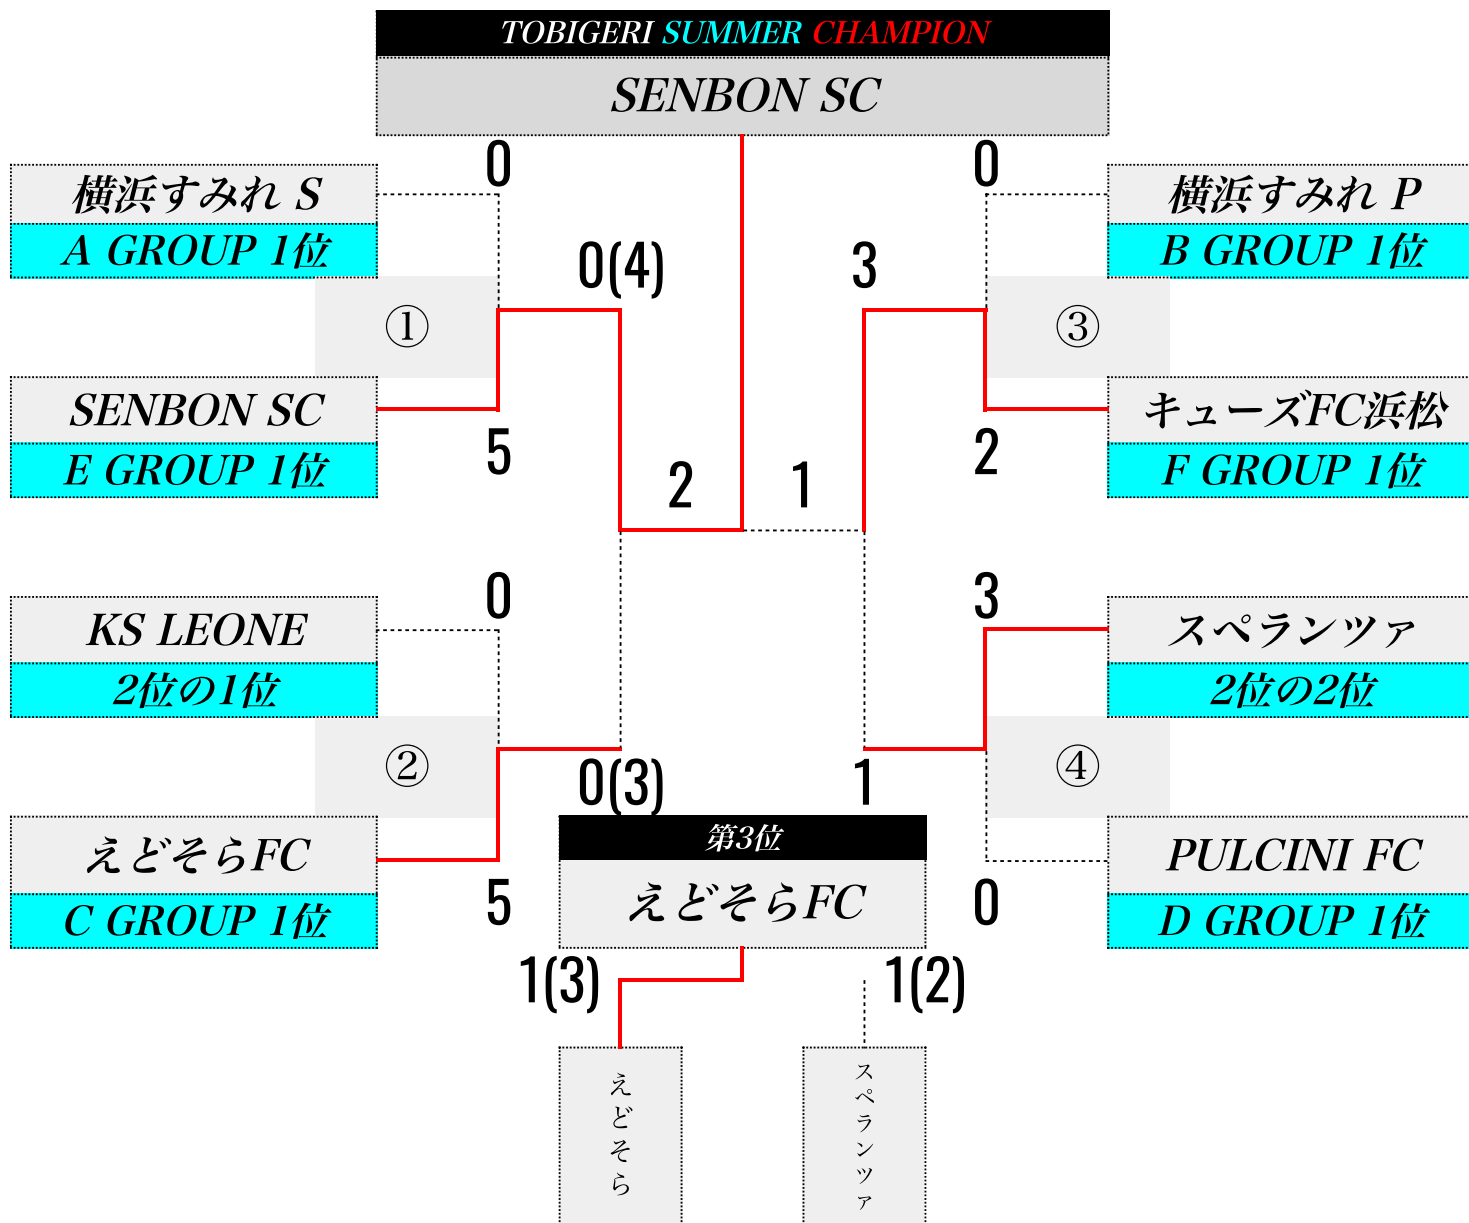 TOBIGERI SUMMER CHAMPION
SENBON SC
0
0
横浜すみれ S
横浜すみれ P
A GROUP 1位
B GROUP 1位
0(4)
3
①
③
SENBON SC
キューズFC浜松
E GROUP 1位
F GROUP 1位
5
2
2
1
0
3
KS LEONE
スペランツァ
2位の1位
2位の2位
②
④
0(3)
1
第3位
えどそらFC
えどそらFC
PULCINI FC
C GROUP 1位
D GROUP 1位
5
0
1(3)
1(2)
えどそら
スペランツァ